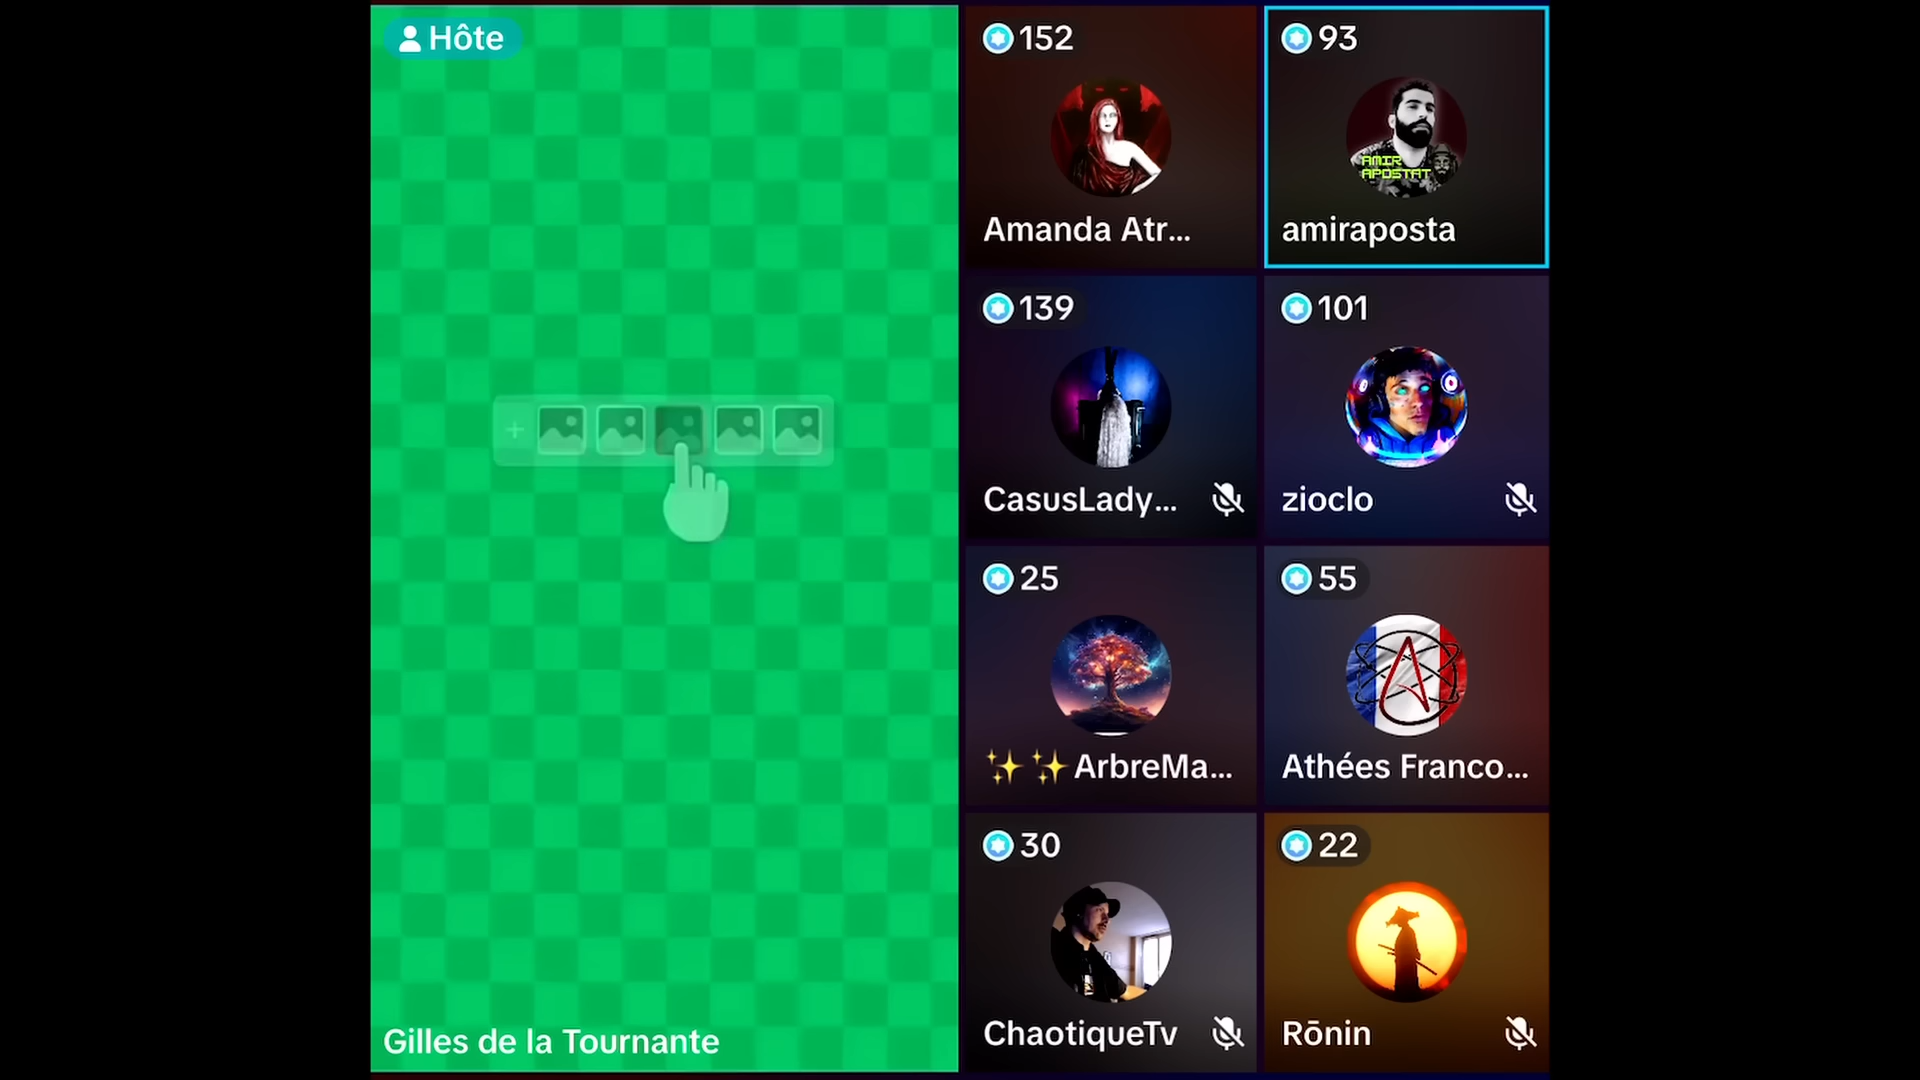 Hôte
Gilles de la Tournante
152
Amanda Atr...
93
AMIR
APOSTAT
amiraposta
139
CasusLady...
101
zioclo
25
✨✨ArbreMa...
55
Athées Franco...
30
ChaotiqueTv
22
Rōnin